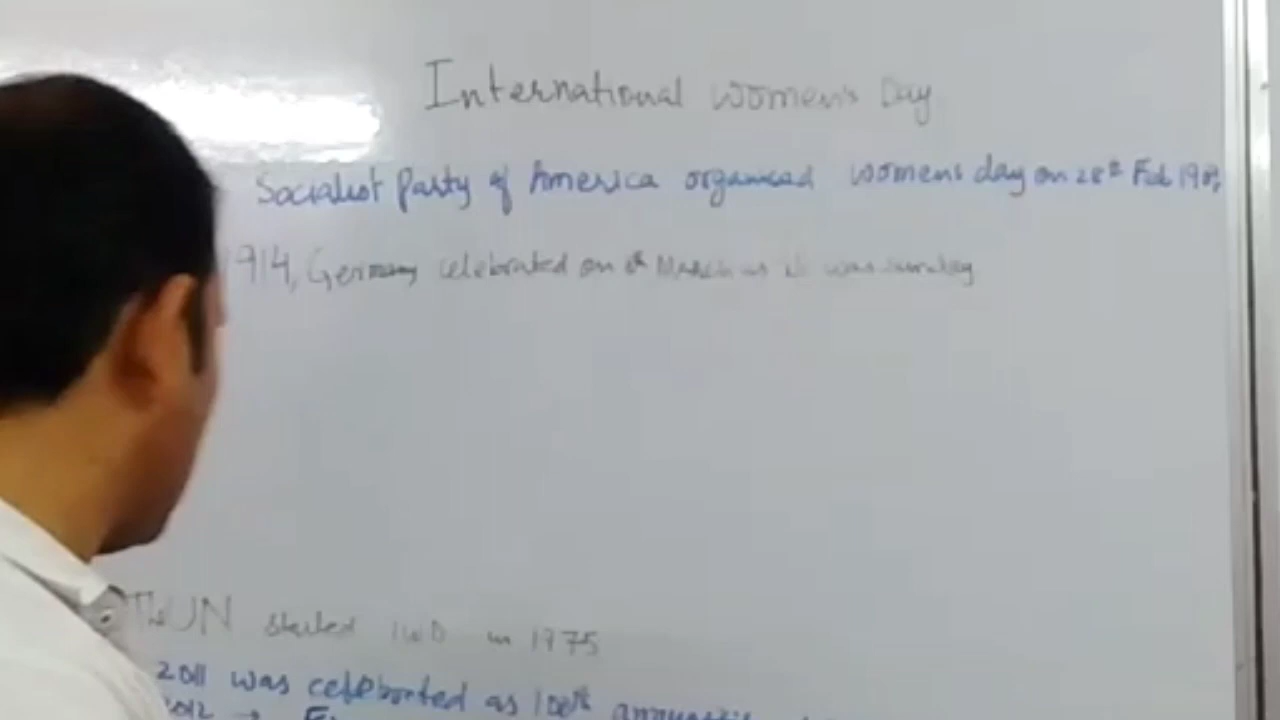 International Women's Day
Socialist Party of America organised womens day on 28th Feb 1909
1914, Germany celebrated on 8th March as it was sunday
The UN started IWD in 1975
2011 was celebrated as 100th
2012 →